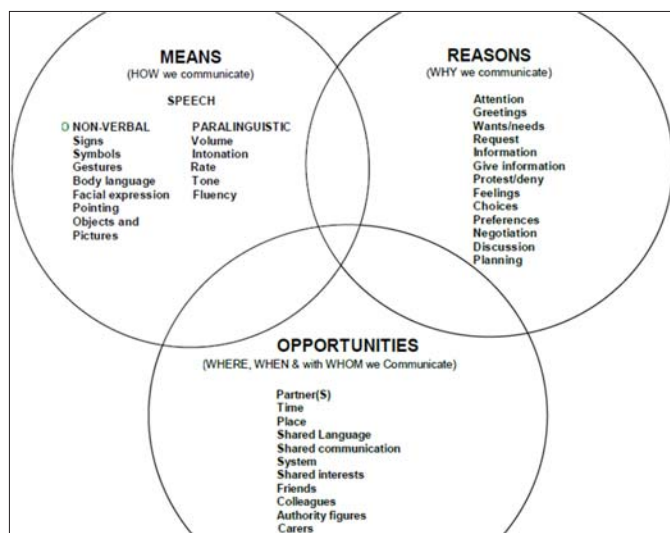 MEANS
(HOW we communicate)
SPEECH
O NON-VERBAL
Signs
Symbols
Gestures
Body language
Facial expression
Pointing
Objects and
Pictures
PARALINGUISTIC
Volume
Intonation
Rate
Tone
Fluency
REASONS
(WHY we communicate)
Attention
Greetings
Wants/needs
Request
Information
Give information
Protest/deny
Feelings
Choices
Preferences
Negotiation
Discussion
Planning
OPPORTUNITIES
(WHERE, WHEN & with WHOM we Communicate)
Partner(S)
Time
Place
Shared Language
Shared communication
System
Shared interests
Friends
Colleagues
Authority figures
Carers